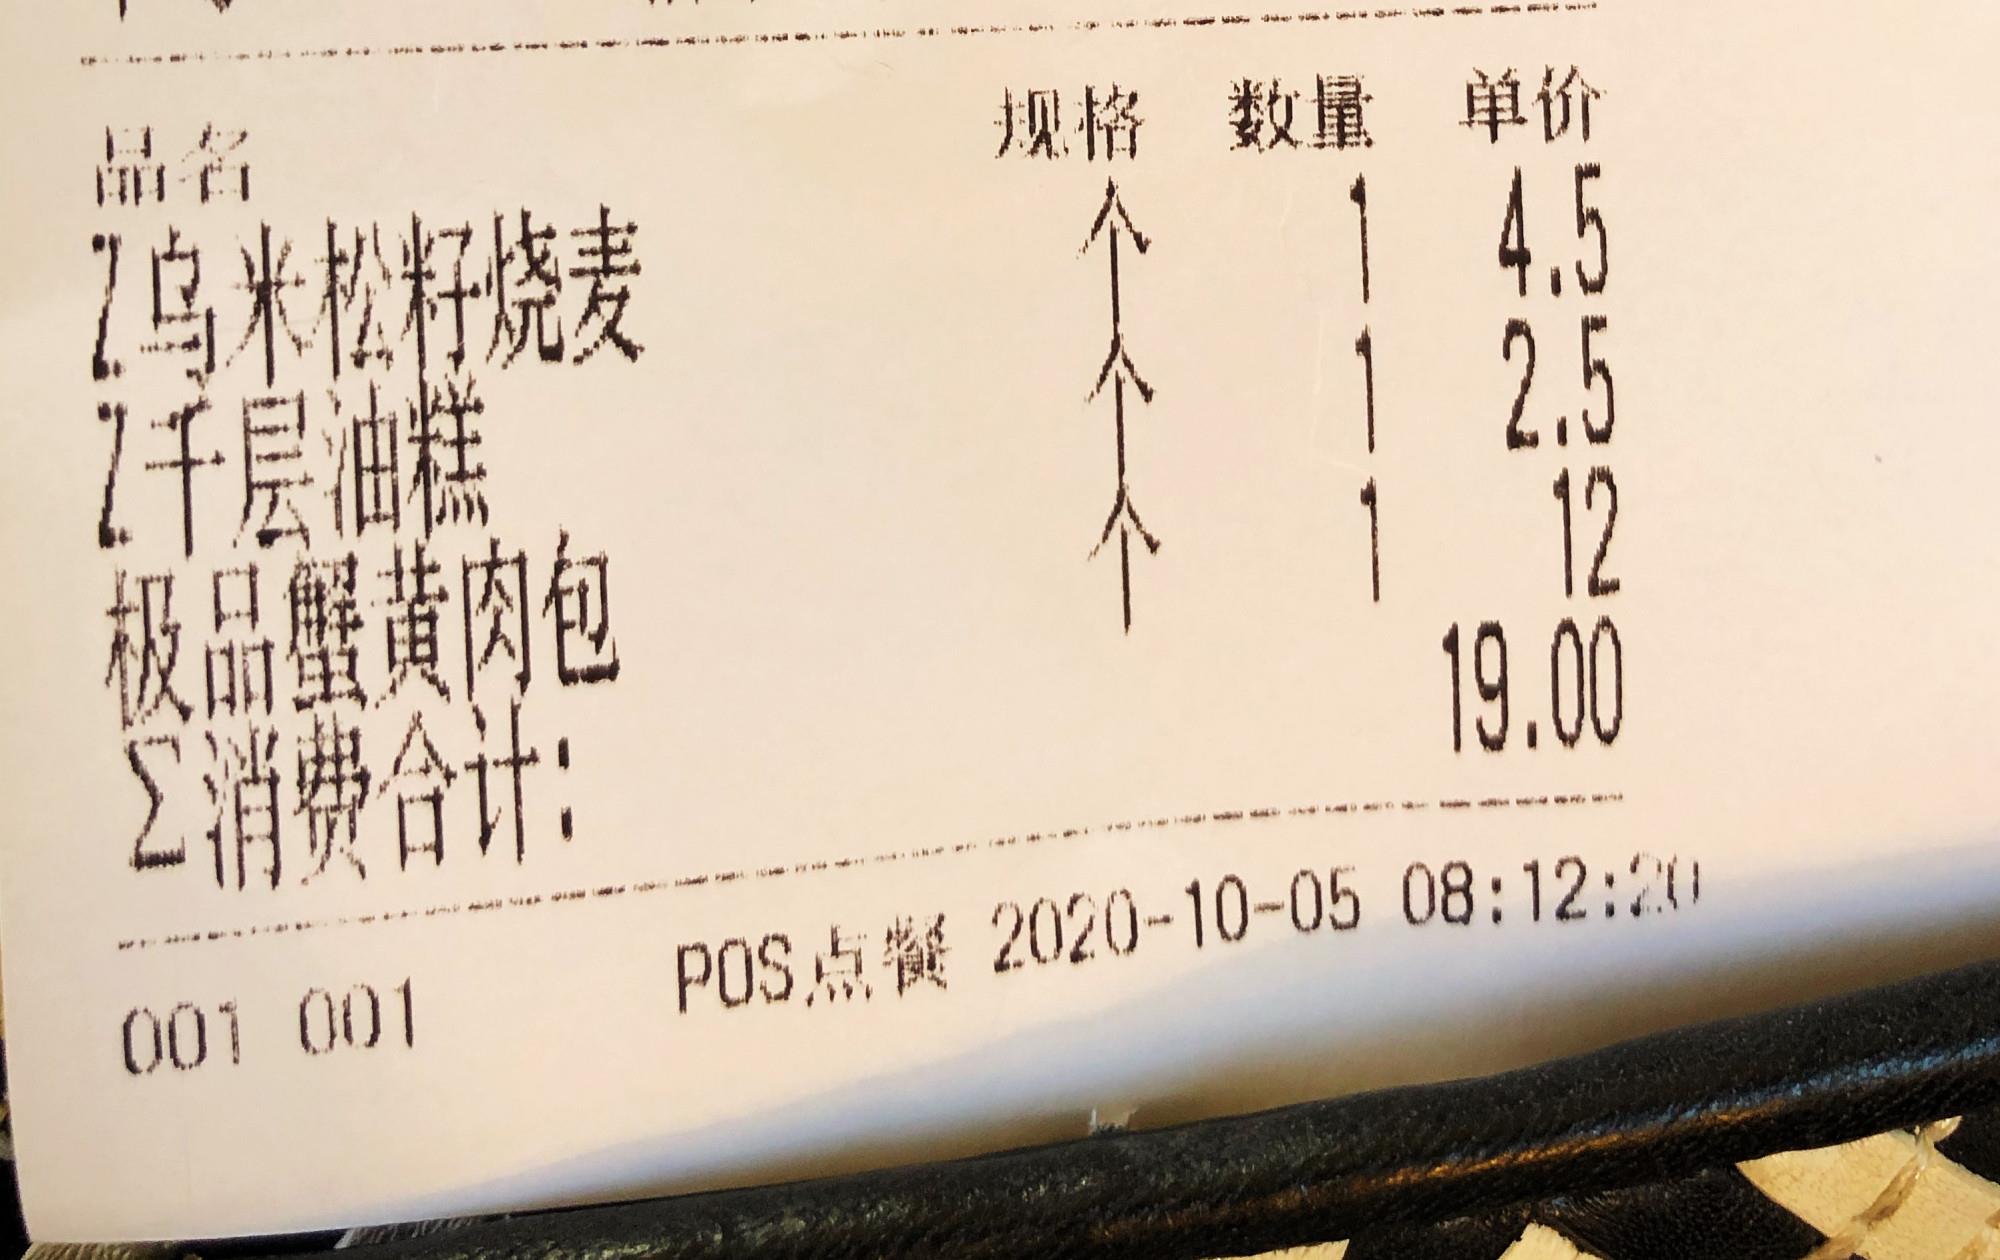 品名 规格 数量 单价
Z乌米松籽烧麦 个 1 4.5
Z千层油糕 个 1 2.5
极品蟹黄肉包 个 1 12
Σ消费合计: 19.00
001 001 POS点餐 2020-10-05 08:12:20